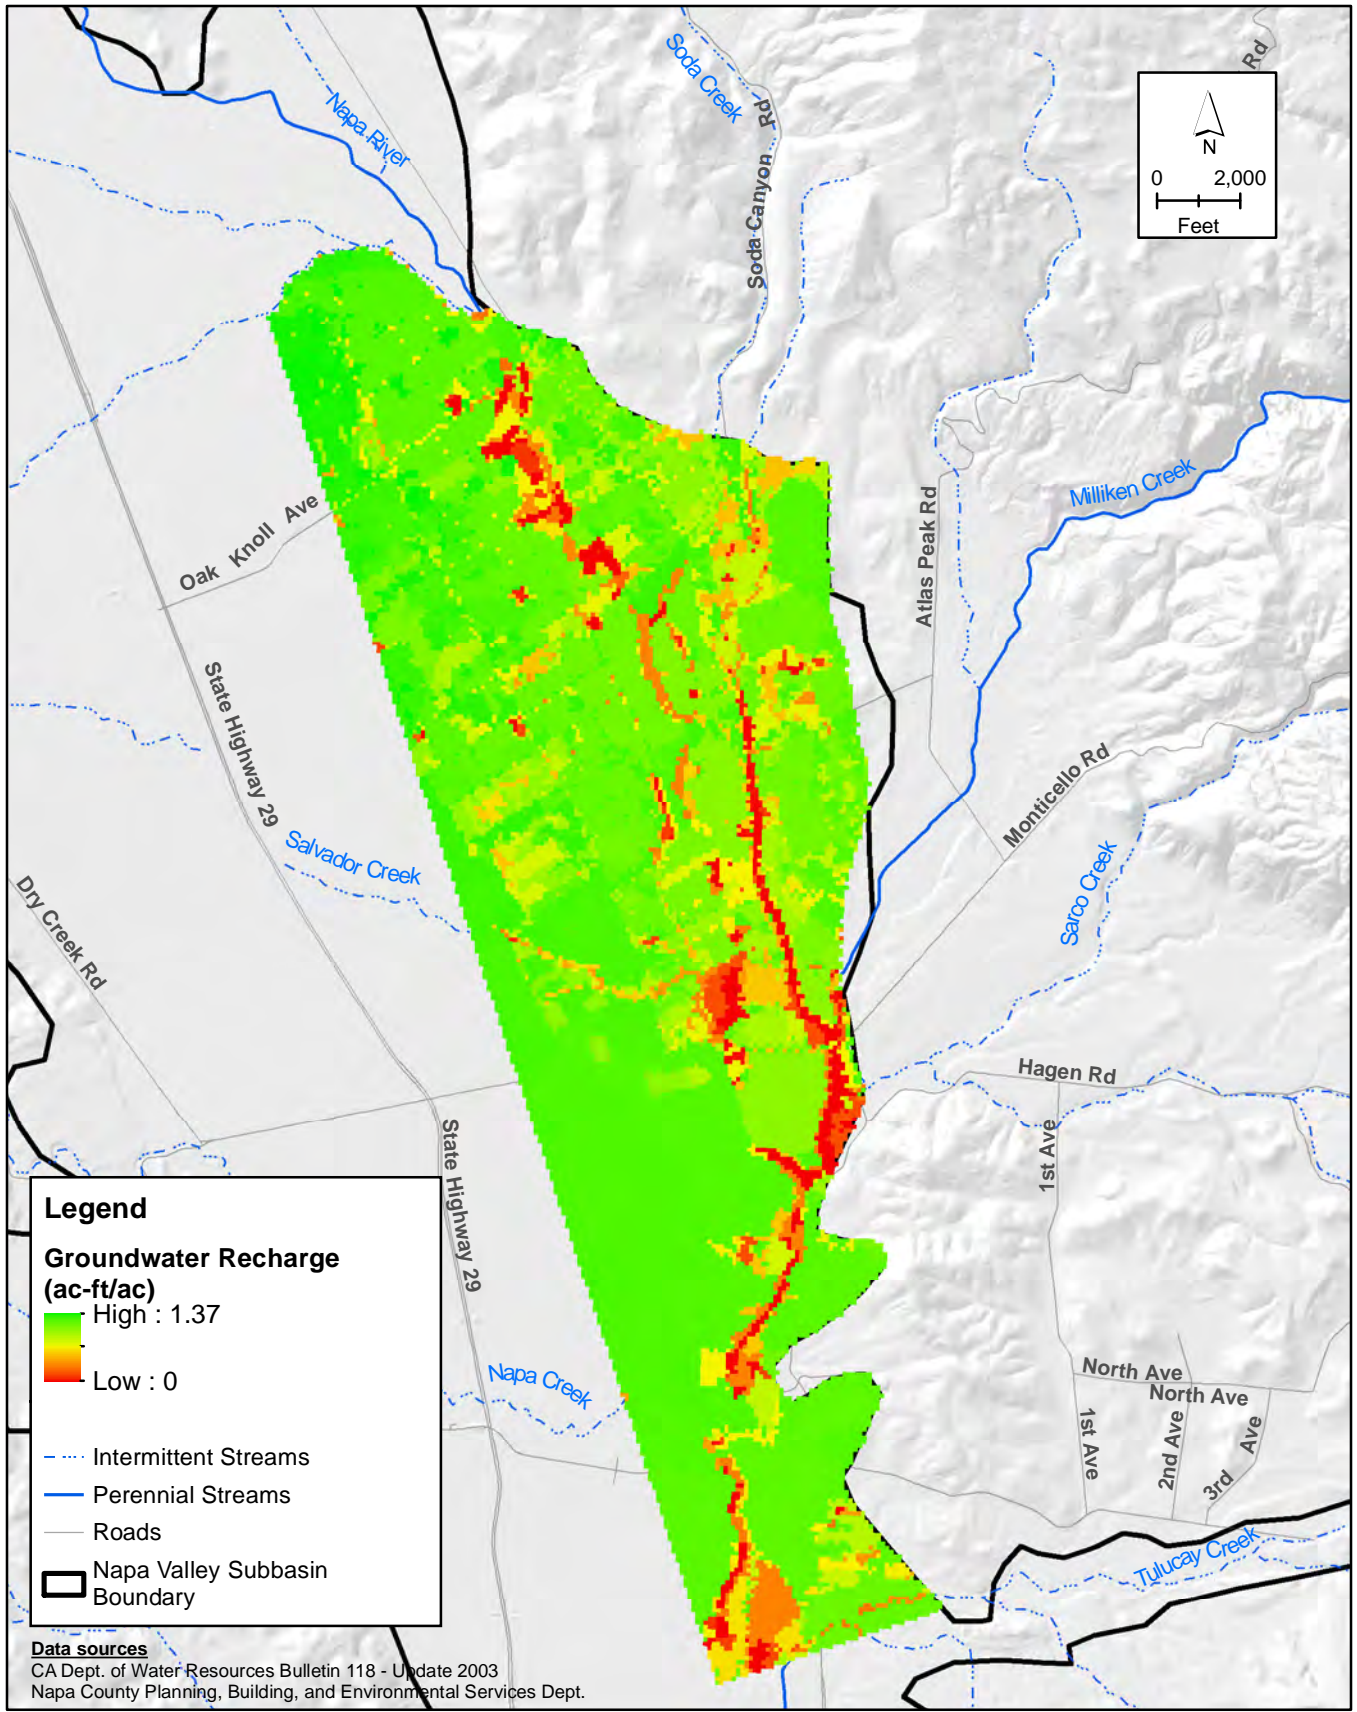 Soda Creek
Rd
Napa River
Soda Canyon Rd
N
0 2,000
Feet
Milliken Creek
Oak Knoll Ave
Atlas Peak Rd
State Highway 29
Monticello Rd
Salvador Creek
Sarco Creek
Dry Creek Rd
Hagen Rd
1st Ave
State Highway 29
Napa Creek
North Ave
North Ave
1st Ave
2nd Ave
3rd Ave
Tulucay Creek
Legend
Groundwater Recharge
(ac-ft/ac)
High : 1.37
Low : 0
Intermittent Streams
Perennial Streams
Roads
Napa Valley Subbasin
Boundary
Data sources
CA Dept. of Water Resources Bulletin 118 - Update 2003
Napa County Planning, Building, and Environmental Services Dept.